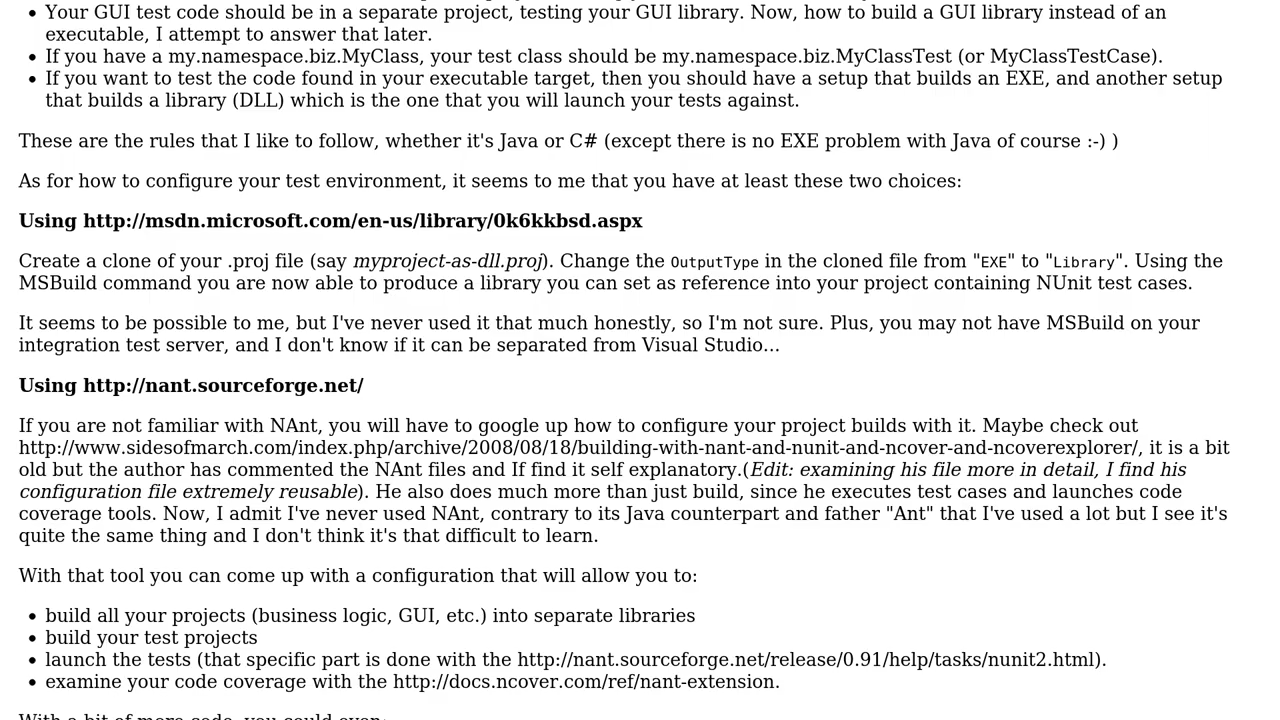 • Your GUI test code should be in a separate project, testing your GUI library. Now, how to build a GUI library instead of an
executable, I attempt to answer that later.
• If you have a my.namespace.biz.MyClass, your test class should be my.namespace.biz.MyClassTest (or MyClassTestCase).
• If you want to test the code found in your executable target, then you should have a setup that builds an EXE, and another setup
that builds a library (DLL) which is the one that you will launch your tests against.
These are the rules that I like to follow, whether it's Java or C# (except there is no EXE problem with Java of course :-) )
As for how to configure your test environment, it seems to me that you have at least these two choices:
Using http://msdn.microsoft.com/en-us/library/0k6kkbsd.aspx
Create a clone of your .proj file (say myproject-as-dll.proj). Change the OutputType in the cloned file from "EXE" to "Library". Using the
MSBuild command you are now able to produce a library you can set as reference into your project containing NUnit test cases.
It seems to be possible to me, but I've never used it that much honestly, so I'm not sure. Plus, you may not have MSBuild on your
integration test server, and I don't know if it can be separated from Visual Studio...
Using http://nant.sourceforge.net/
If you are not familiar with NAnt, you will have to google up how to configure your project builds with it. Maybe check out
http://www.sidesofmarch.com/index.php/archive/2008/08/18/building-with-nant-and-nunit-and-ncover-and-ncoverexplorer/, it is a bit
old but the author has commented the NAnt files and If find it self explanatory.(Edit: examining his file more in detail, I find his
configuration file extremely reusable). He also does much more than just build, since he executes test cases and launches code
coverage tools. Now, I admit I've never used NAnt, contrary to its Java counterpart and father "Ant" that I've used a lot but I see it's
quite the same thing and I don't think it's that difficult to learn.
With that tool you can come up with a configuration that will allow you to:
• build all your projects (business logic, GUI, etc.) into separate libraries
• build your test projects
• launch the tests (that specific part is done with the http://nant.sourceforge.net/release/0.91/help/tasks/nunit2.html).
• examine your code coverage with the http://docs.ncover.com/ref/nant-extension.
With a bit of more code, you could even: